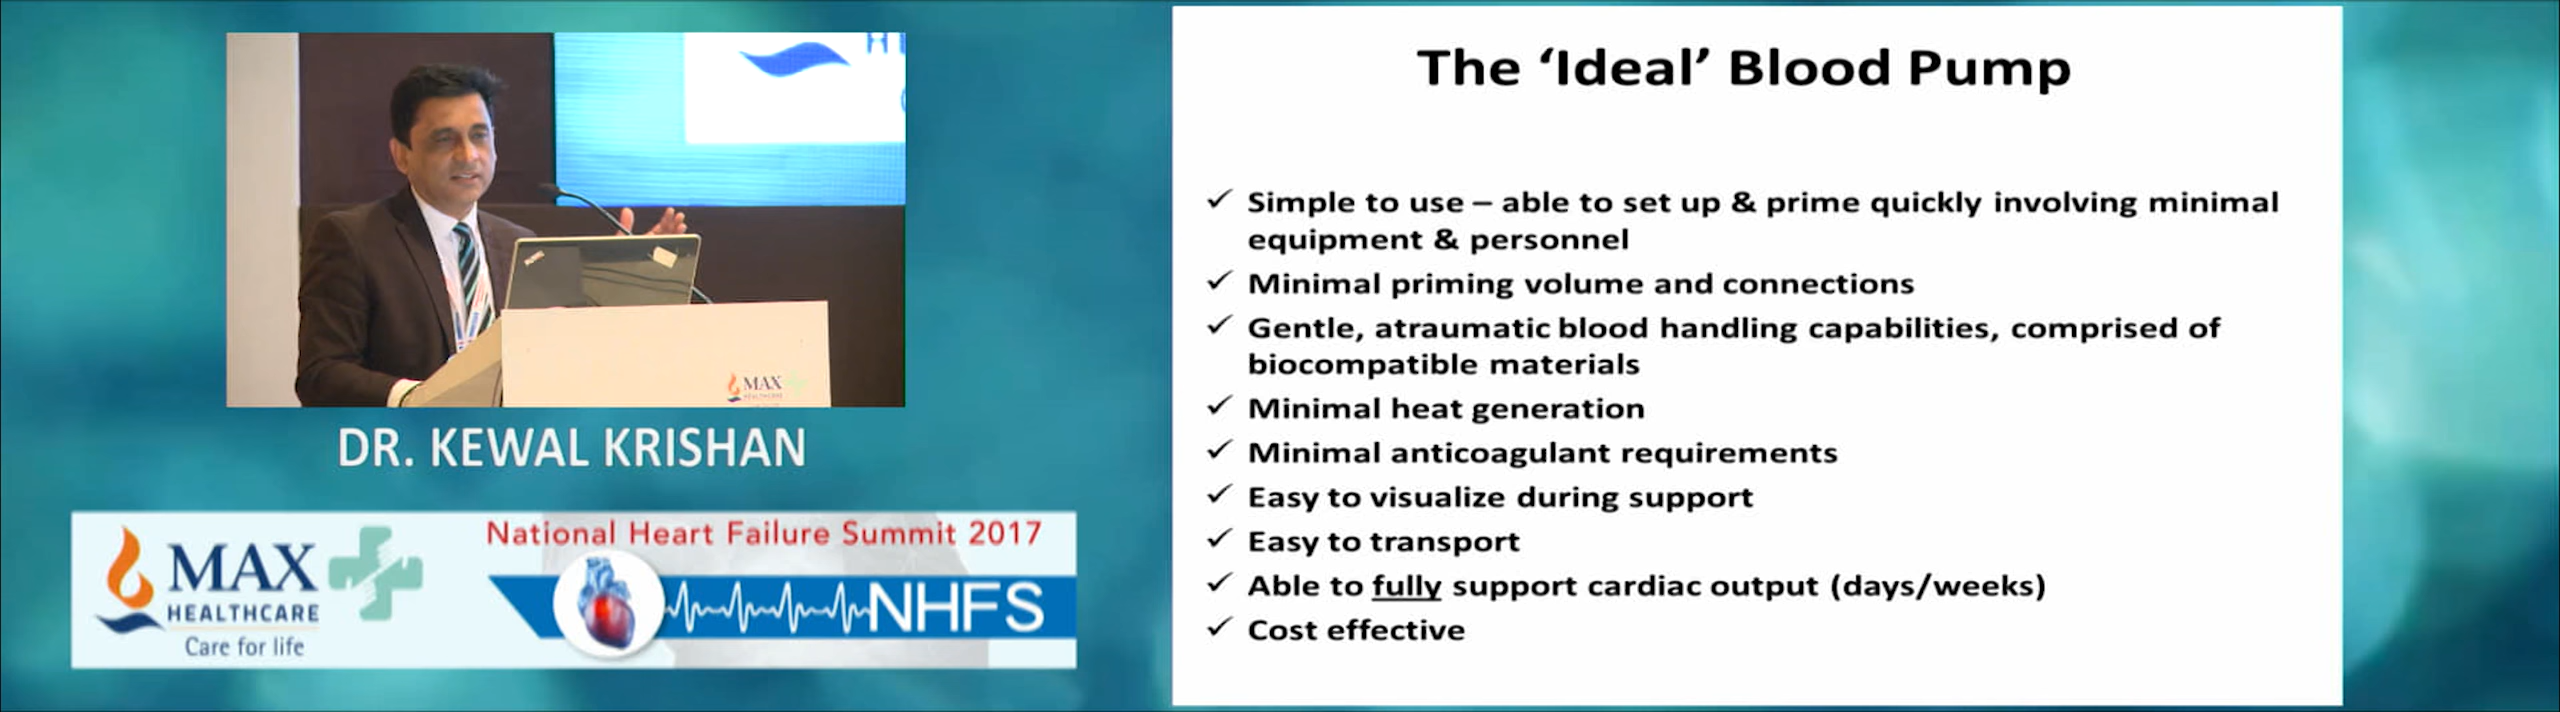 DR. KEWAL KRISHAN
MAX
HEALTHCARE
Care for life
National Heart Failure Summit 2017
NHFS
MAX
The ‘Ideal’ Blood Pump
✓ Simple to use – able to set up & prime quickly involving minimal
equipment & personnel
✓ Minimal priming volume and connections
✓ Gentle, atraumatic blood handling capabilities, comprised of
biocompatible materials
✓ Minimal heat generation
✓ Minimal anticoagulant requirements
✓ Easy to visualize during support
✓ Easy to transport
✓ Able to fully support cardiac output (days/weeks)
✓ Cost effective